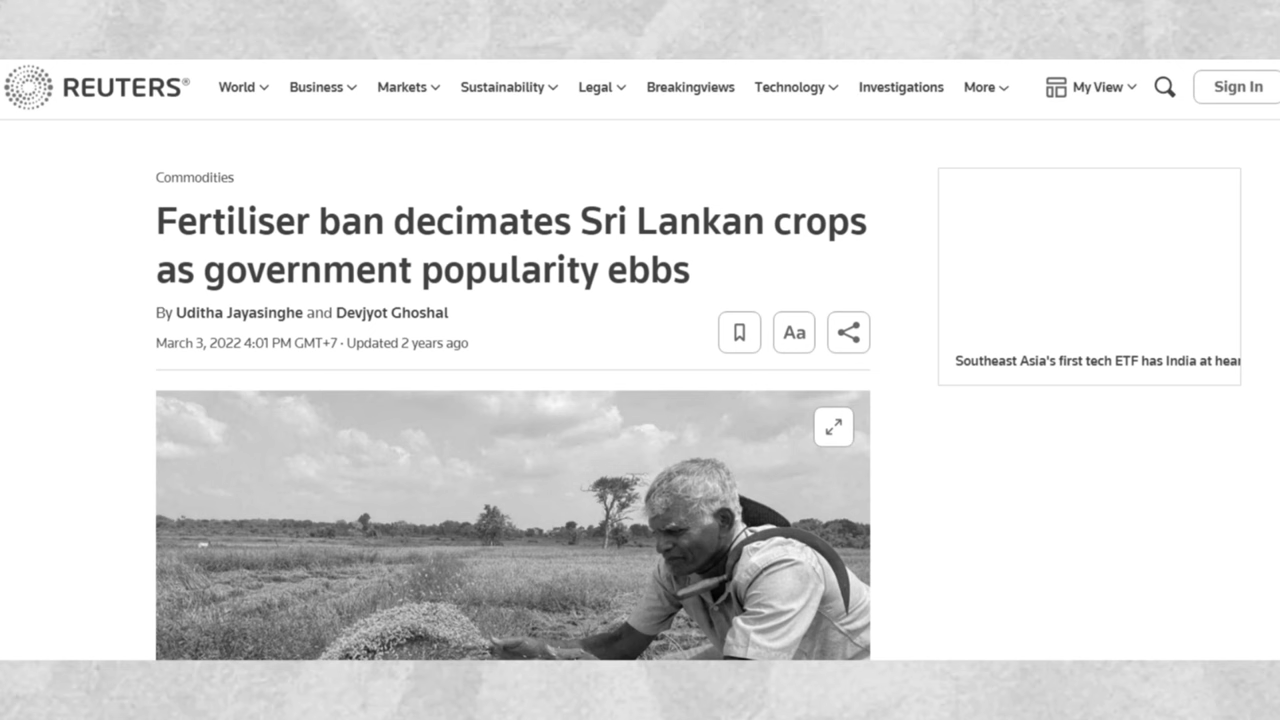 REUTERS®
World
Business
Markets
Sustainability
Legal
Breakingviews
Technology
Investigations
More
My View
Sign In
Commodities
Fertiliser ban decimates Sri Lankan crops
as government popularity ebbs
By Uditha Jayasinghe and Devjyot Ghoshal
March 3, 2022 4:01 PM GMT+7 · Updated 2 years ago
Aa
Southeast Asia's first tech ETF has India at